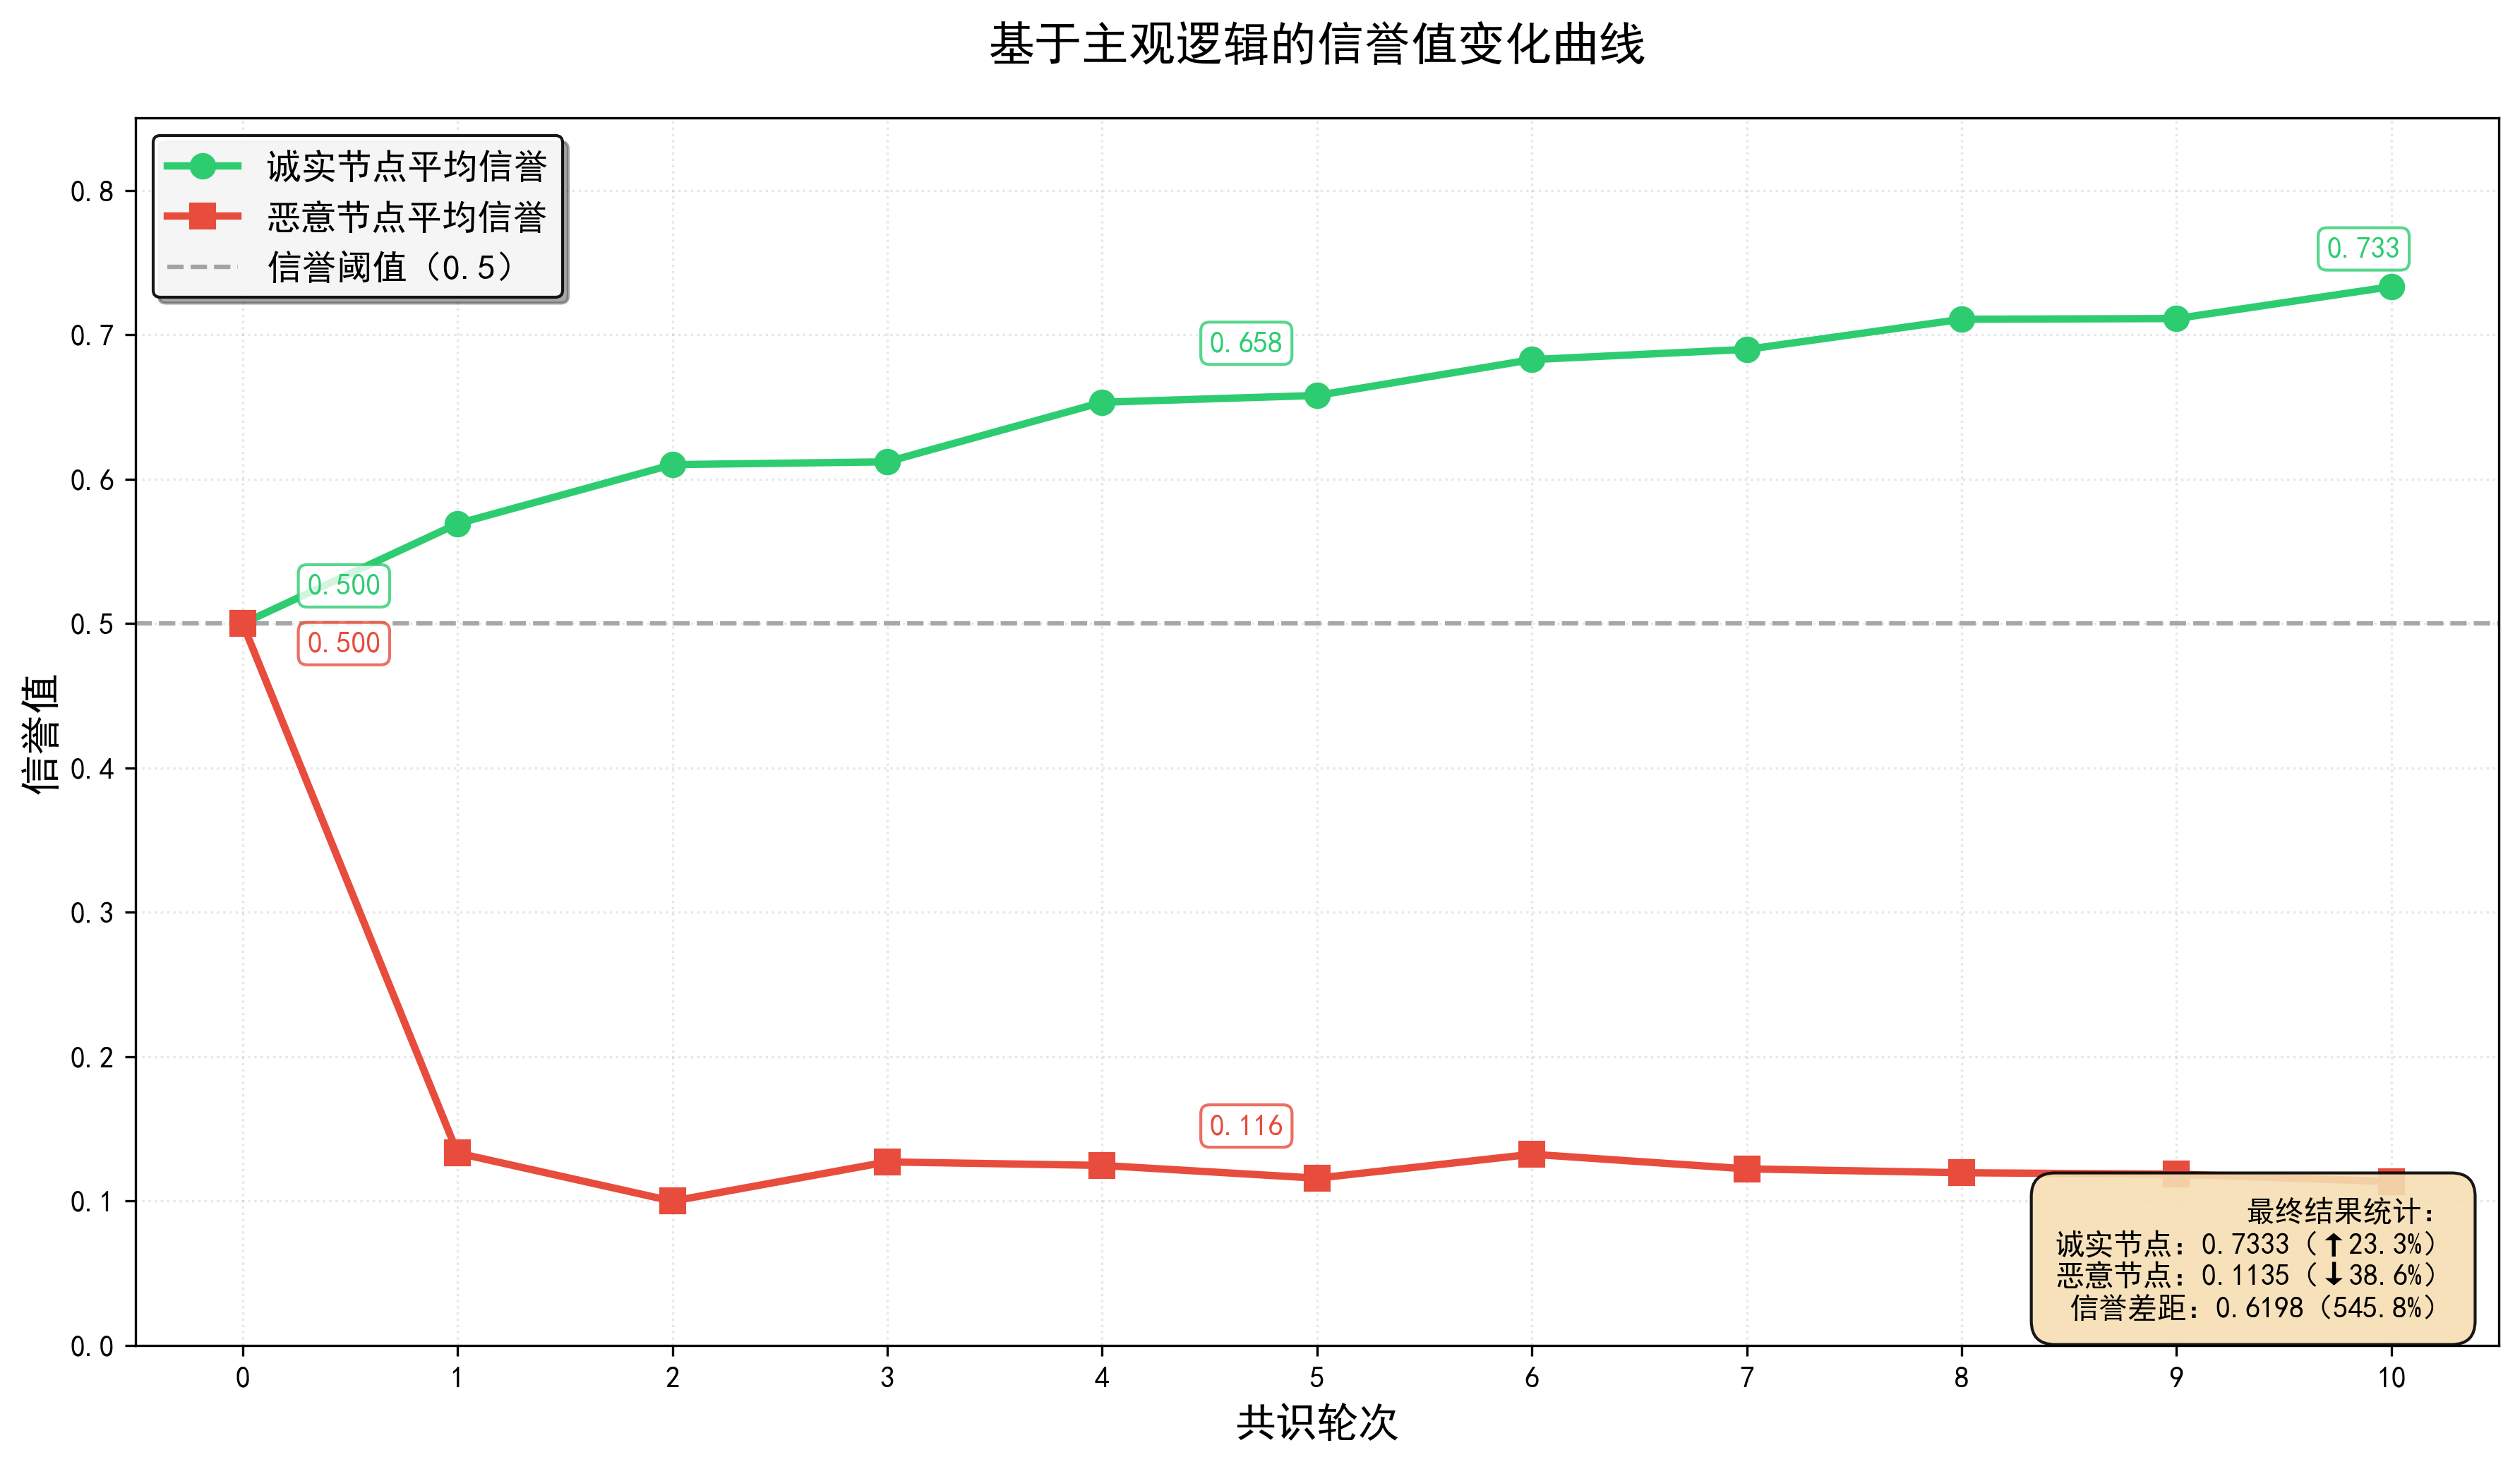 基于主观逻辑的信誉值变化曲线
诚实节点平均信誉
恶意节点平均信誉
信誉阈值（0.5）
信誉值
0.8
0.7
0.6
0.5
0.4
0.3
0.2
0.1
0.0
0.733
0.658
0.500
0.500
0.116
最终结果统计：
诚实节点：0.7333（↑23.3%）
恶意节点：0.1135（↓38.6%）
信誉差距：0.6198（545.8%）
0 1 2 3 4 5 6 7 8 9 10
共识轮次